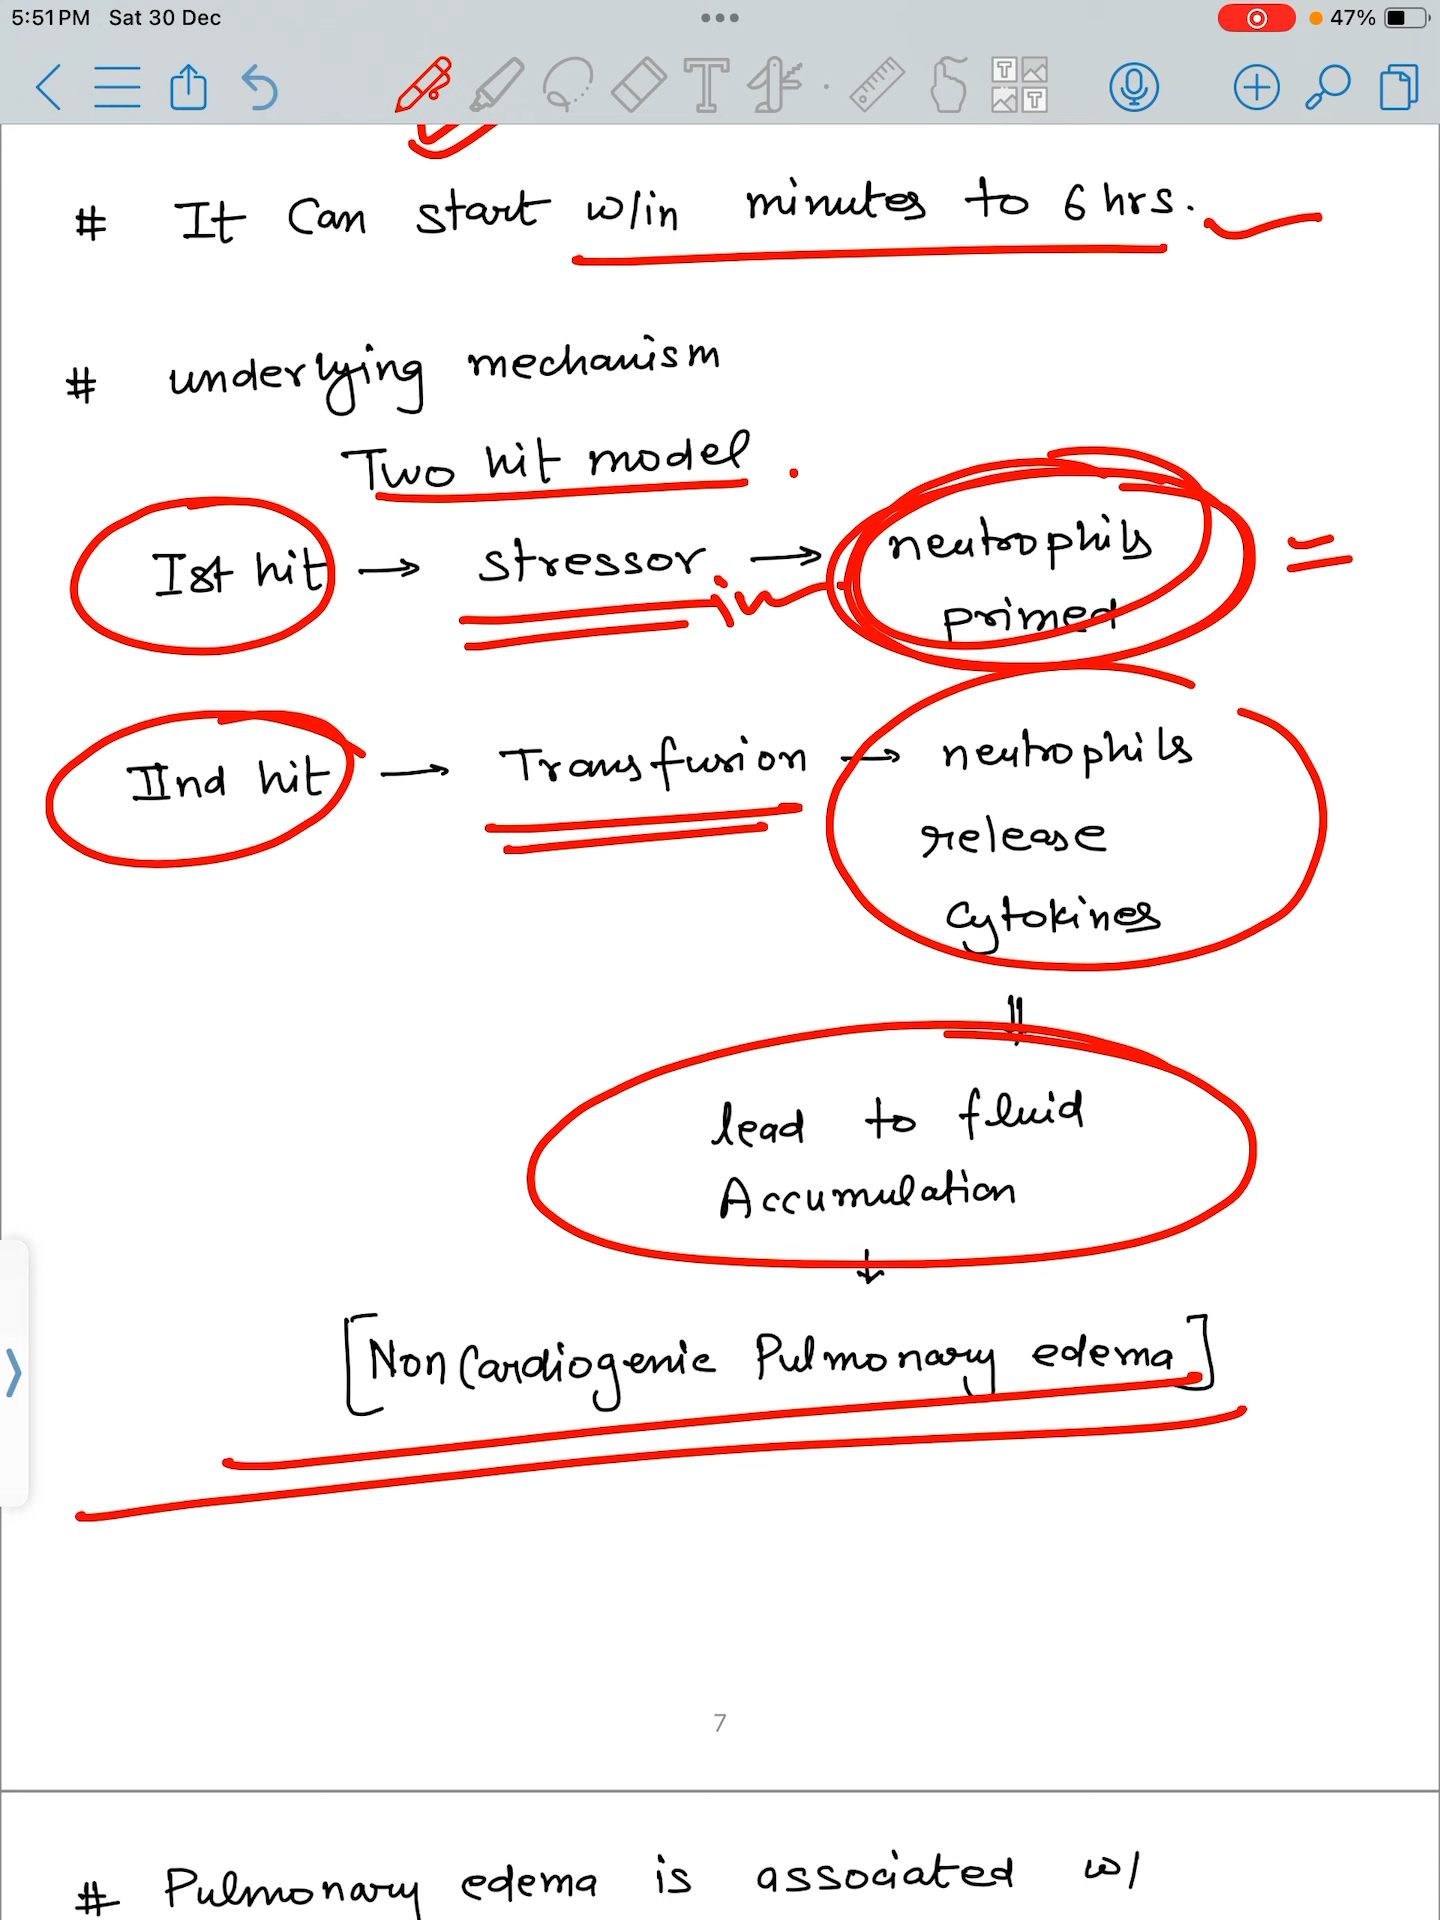 5:51 PM Sat 30 Dec 47%
# It Can start w/in minutes to 6 hrs.
# underlying mechanism
Two hit model
Ist hit → stressor → neutrophils
primed
IInd hit → Transfusion → neutrophils
release
cytokines
lead to fluid
Accumulation
↓
[Non Cardiogenic Pulmonary edema]
7
# Pulmonary edema is associated w/